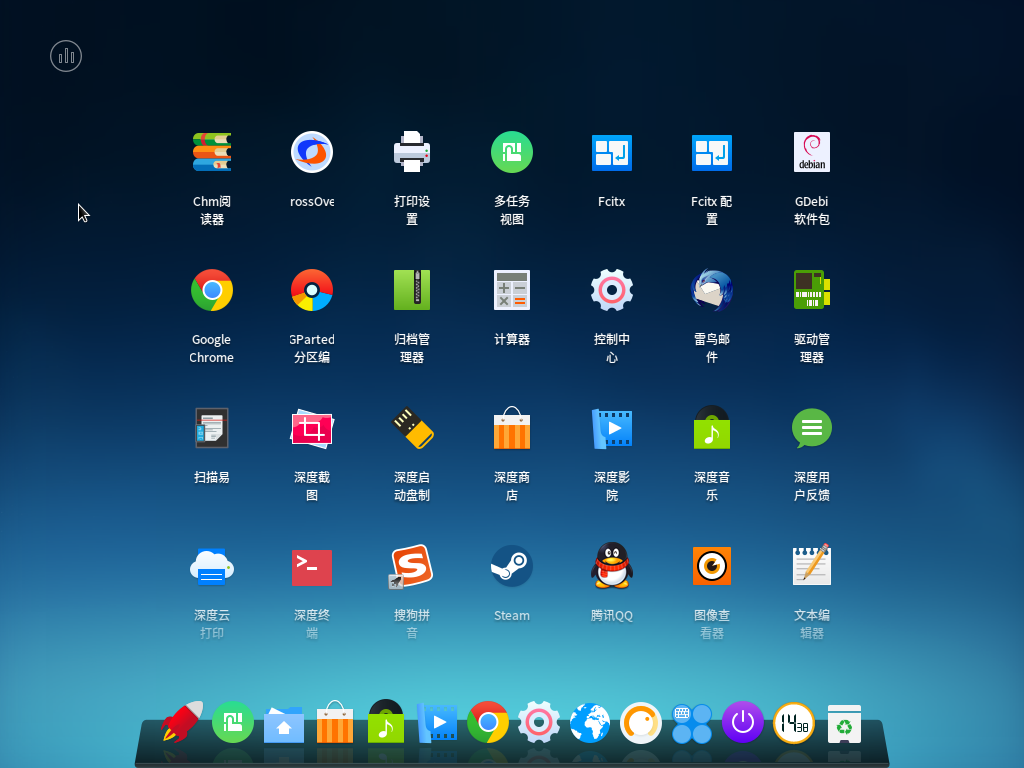 Chm阅
读器
rossOve
打印设
置
多任务
视图
Fcitx
Fcitx 配
置
debian
GDebi
软件包
Google
Chrome
GParted
分区编
归档管
理器
计算器
控制中
心
雷鸟邮
件
驱动管
理器
扫描易
深度截
图
深度启
动盘制
深度商
店
深度影
院
深度音
乐
深度用
户反馈
深度云
打印
深度终
端
搜狗拼
音
Steam
腾讯QQ
图像查
看器
文本编
辑器
14 38